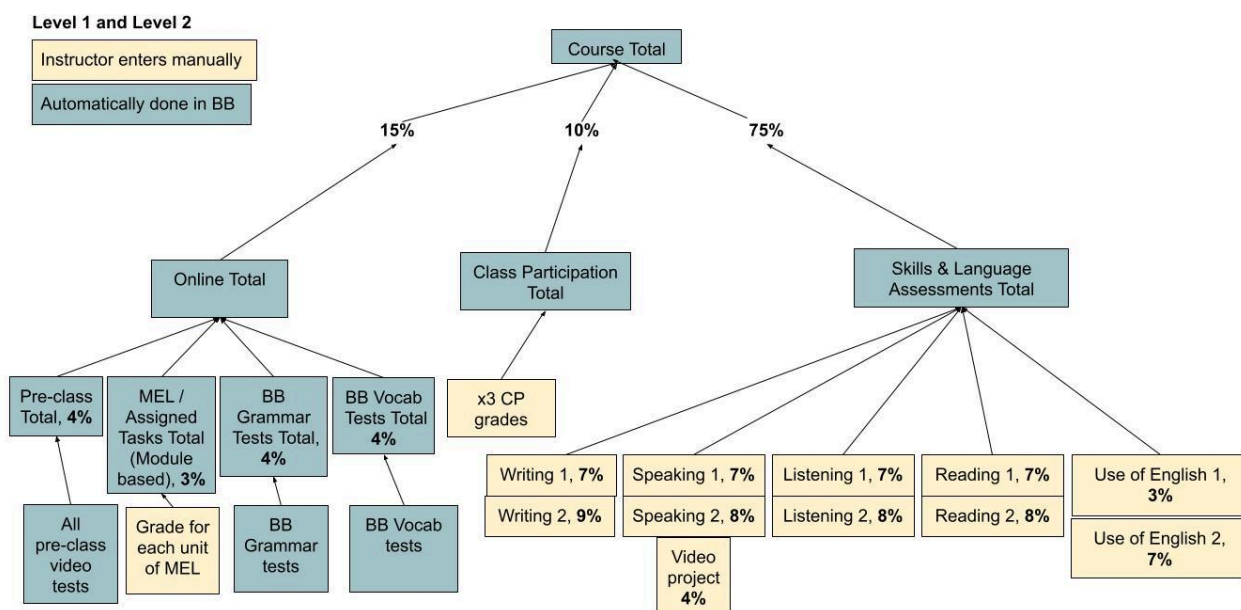 Level 1 and Level 2
Instructor enters manually
Automatically done in BB
Course Total
15%
10%
75%
Online Total
Class Participation
Total
Skills & Language
Assessments Total
Pre-class
Total, 4%
MEL /
Assigned
Tasks Total
(Module
based), 3%
BB
Grammar
Tests Total,
4%
BB Vocab
Tests Total
4%
x3 CP
grades
All
pre-class
video
tests
Grade for
each unit
of MEL
BB
Grammar
tests
BB Vocab
tests
Writing 1, 7%
Writing 2, 9%
Speaking 1, 7%
Speaking 2, 8%
Video
project
4%
Listening 1, 7%
Listening 2, 8%
Reading 1, 7%
Reading 2, 8%
Use of English 1,
3%
Use of English 2,
7%